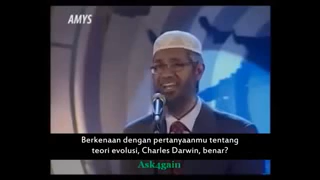 AMYS
Berkenaan dengan pertanyaanmu tentang
teori evolusi, Charles Darwin, benar?
Ask4gain